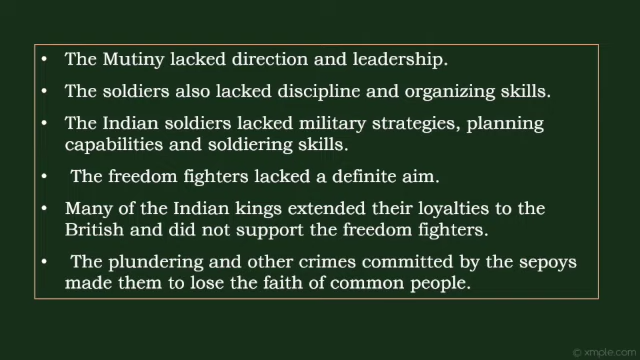 • The Mutiny lacked direction and leadership.
• The soldiers also lacked discipline and organizing skills.
• The Indian soldiers lacked military strategies, planning
capabilities and soldiering skills.
• The freedom fighters lacked a definite aim.
• Many of the Indian kings extended their loyalties to the
British and did not support the freedom fighters.
• The plundering and other crimes committed by the sepoys
made them to lose the faith of common people.
© xmple.com